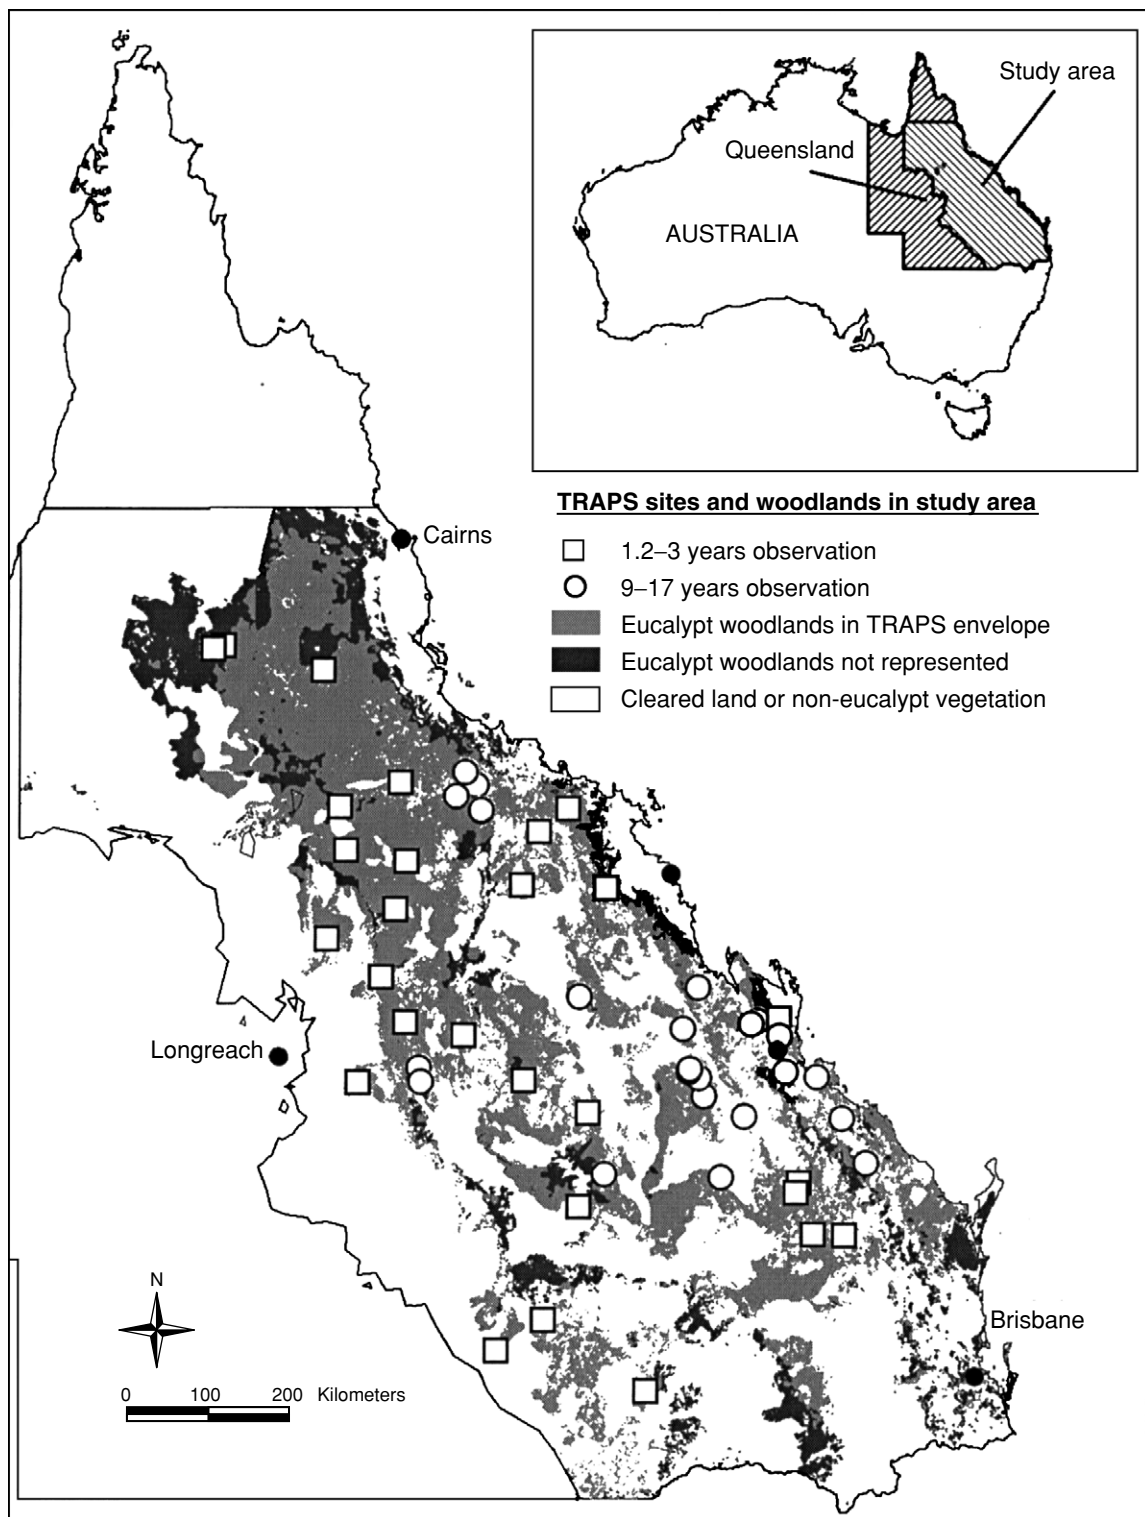 Study area
Queensland
AUSTRALIA
TRAPS sites and woodlands in study area
1.2–3 years observation
9–17 years observation
Eucalypt woodlands in TRAPS envelope
Eucalypt woodlands not represented
Cleared land or non-eucalypt vegetation
Cairns
Longreach
Brisbane
N
0 100 200 Kilometers